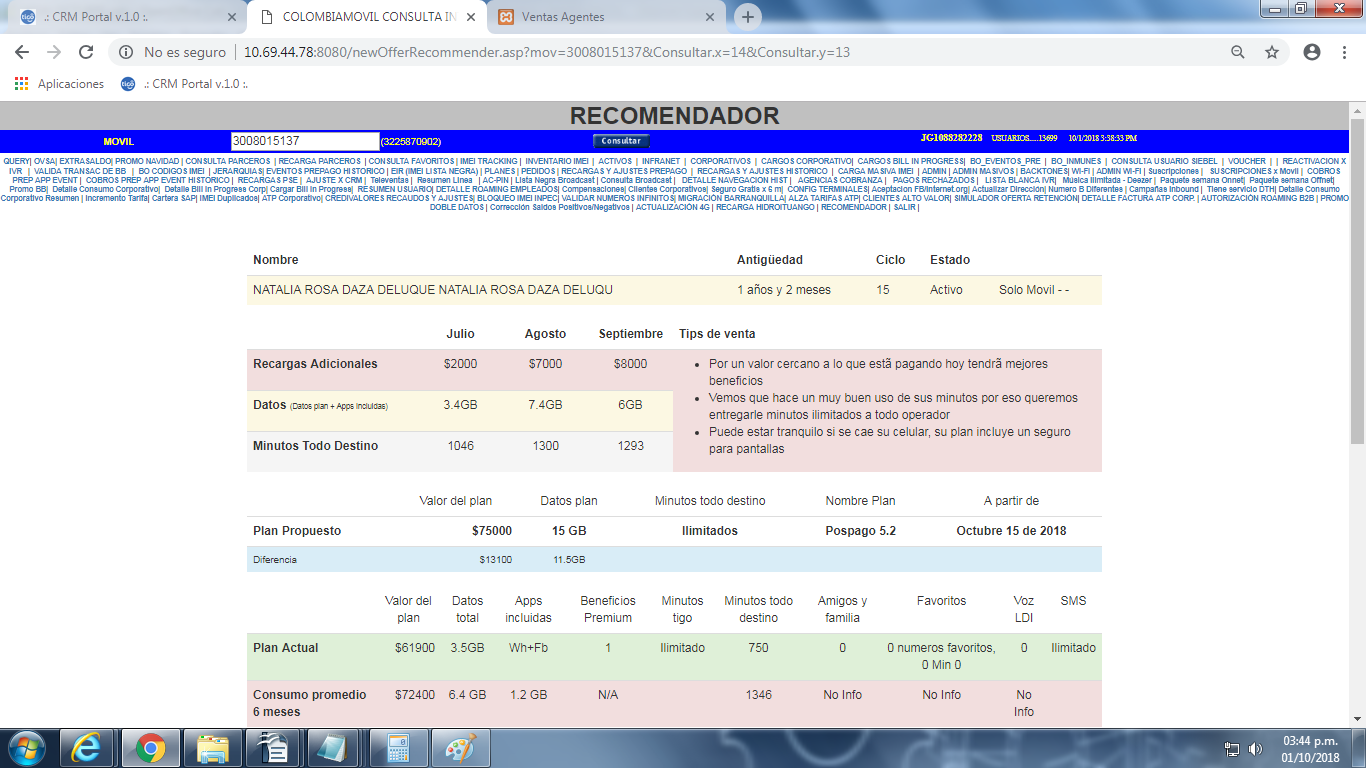 .: CRM Portal v.1.0 :.
COLOMBIAMOVIL CONSULTA IN
Ventas Agentes
No es seguro | 10.69.44.78:8080/newOfferRecommender.asp?mov=3008015137&Consultar.x=14&Consultar.y=13
Aplicaciones .: CRM Portal v.1.0 :.
RECOMENDADOR
MOVIL 3008015137 (3225870902) Consultar JG1088282228 USUARIOS.....13699 10/1/2018 3:38:33 PM
QUERY| OVSA| EXTRASALDO| PROMO NAVIDAD | CONSULTA PARCEROS | RECARGA PARCEROS | CONSULTA FAVORITOS | IMEI TRACKING | INVENTARIO IMEI | ACTIVOS | INFRANET | CORPORATIVOS | CARGOS CORPORATIVO| CARGOS BILL IN PROGRESS| BO_EVENTOS_PRE | BO_INMUNES | CONSULTA USUARIO SIEBEL | VOUCHER | | REACTIVACION X
IVR | VALIDA TRANSAC DE BB | BO CODIGOS IMEI | JERARQUIAS| EVENTOS PREPAGO HISTORICO | EIR (IMEI LISTA NEGRA) | PLANES | PEDIDOS | RECARGAS Y AJUSTES PREPAGO | RECARGAS Y AJUSTES HISTORICO | CARGA MASIVA IMEI | ADMIN | ADMIN MASIVOS | BACKTONES| WI-FI | ADMIN WI-FI | Suscripciones | SUSCRIPCIONES x Movil | COBROS
PREP APP EVENT | COBROS PREP APP EVENT HISTORICO | RECARGAS PSE | AJUSTE X CRM | Televentas | Resumen Linea | AC-PIN | Lista Negra Broadcast | Consulta Broadcast | DETALLE NAVEGACION HIST | AGENCIAS COBRANZA | PAGOS RECHAZADOS | LISTA BLANCA IVR| Música Ilimitada - Deezer | Paquete semana Onnet| Paquete semana Offnet|
Promo BB| Detalle Consumo Corporativo| Detalle Bill In Progress Corp| Cargar Bill In Progress| RESUMEN USUARIO| DETALLE ROAMING EMPLEADOS| Compensaciones| Clientes Corporativos| Seguro Gratis x 6 m| CONFIG TERMINALES| Aceptacion FB/Internet.org| Actualizar Dirección| Numero B Diferentes | Campañas Inbound | Tiene servicio DTH| Detalle Consumo
Corporativo Resumen | Incremento Tarifa| Cartera SAP| IMEI Duplicados| ATP Corporativo| CREDIVALORES RECAUDOS Y AJUSTES| BLOQUEO IMEI INPEC| VALIDAR NUMEROS INFINITOS| MIGRACIÓN BARRANQUILLA| ALZA TARIFAS ATP| CLIENTES ALTO VALOR| SIMULADOR OFERTA RETENCIÓN| DETALLE FACTURA ATP CORP. | AUTORIZACIÓN ROAMING B2B | PROMO
DOBLE DATOS | Corrección Saldos Positivos/Negativos | ACTUALIZACIÓN 4G | RECARGA HIDROITUANGO | RECOMENDADOR | SALIR |
Nombre Antigüedad Ciclo Estado
NATALIA ROSA DAZA DELUQUE NATALIA ROSA DAZA DELUQU 1 años y 2 meses 15 Activo Solo Movil - -
Julio Agosto Septiembre Tips de venta
Recargas Adicionales $2000 $7000 $8000
Datos (Datos plan + Apps incluidas) 3.4GB 7.4GB 6GB
Minutos Todo Destino 1046 1300 1293
• Por un valor cercano a lo que estã pagando hoy tendrã mejores
beneficios
• Vemos que hace un muy buen uso de sus minutos por eso queremos
entregarle minutos ilimitados a todo operador
• Puede estar tranquilo si se cae su celular, su plan incluye un seguro
para pantallas
Valor del plan Datos plan Minutos todo destino Nombre Plan A partir de
Plan Propuesto $75000 15 GB Ilimitados Pospago 5.2 Octubre 15 de 2018
Diferencia $13100 11.5GB
Valor del Datos Apps Beneficios Minutos Minutos todo Amigos y Favoritos Voz SMS
plan total incluidas Premium tigo destino familia LDI
Plan Actual $61900 3.5GB Wh+Fb 1 Ilimitado 750 0 0 numeros favoritos, 0 Ilimitado
0 Min 0
Consumo promedio $72400 6.4 GB 1.2 GB N/A 1346 No Info No Info No
6 meses Info
03:44 p.m.
01/10/2018